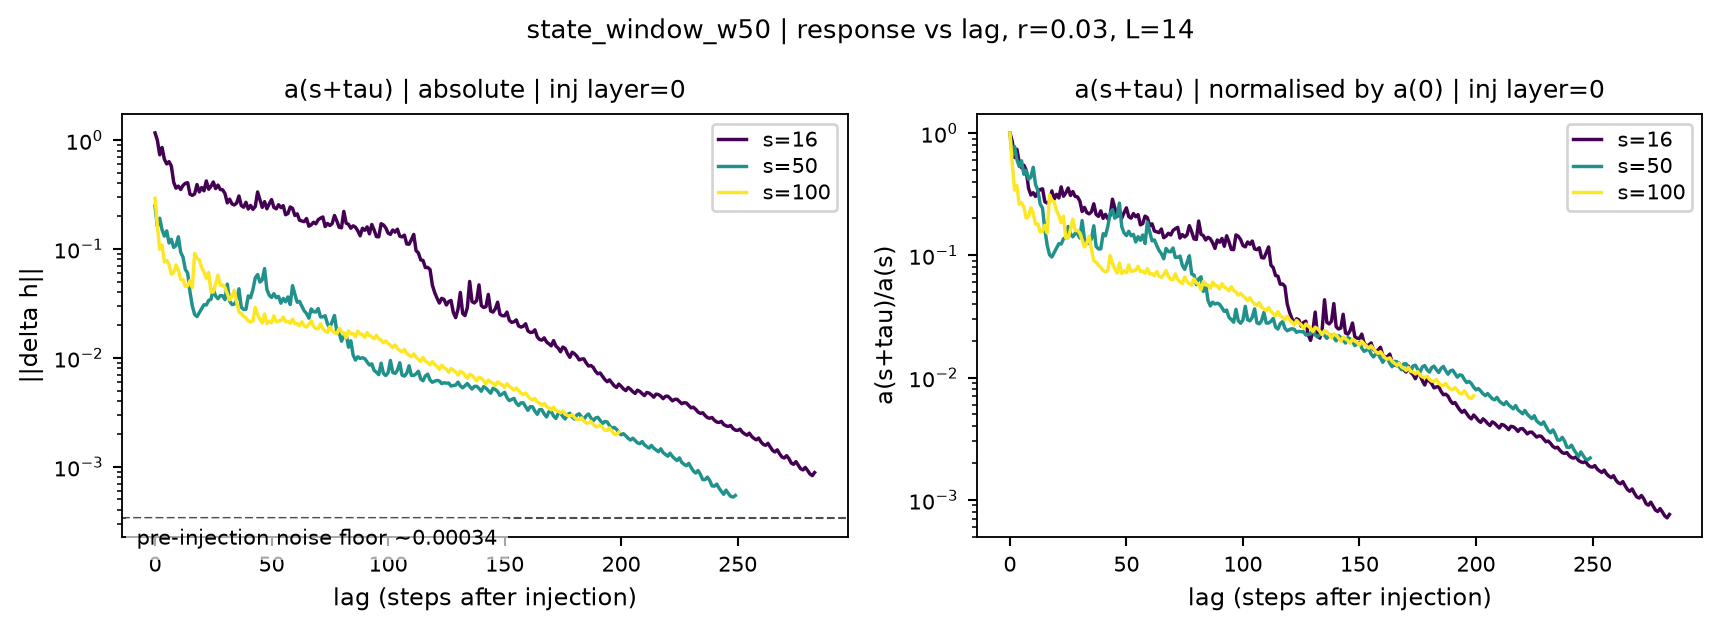 state_window_w50 | response vs lag, r=0.03, L=14
a(s+tau) | absolute | inj layer=0
||delta h||
10^0
10^-1
10^-2
10^-3
s=16
s=50
s=100
pre-injection noise floor ~0.00034
0 50 100 150 200 250
lag (steps after injection)
a(s+tau) | normalised by a(0) | inj layer=0
a(s+tau)/a(s)
10^0
10^-1
10^-2
10^-3
s=16
s=50
s=100
0 50 100 150 200 250
lag (steps after injection)